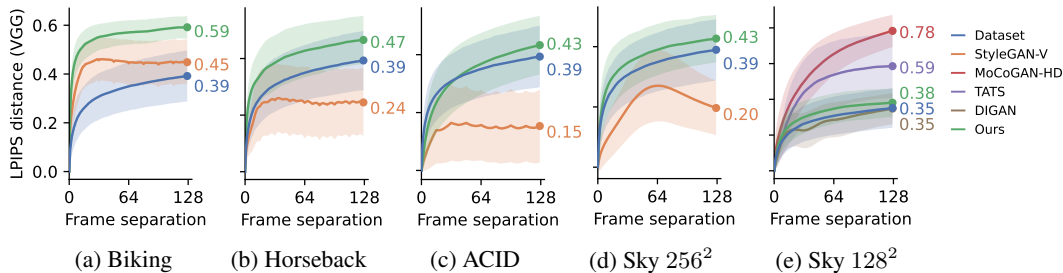 LPIPS distance (VGG)
0.6
0.4
0.2
0.0
0.59
0.45
0.39
0 64 128
Frame separation
(a) Biking
0.47
0.39
0.24
0 64 128
Frame separation
(b) Horseback
0.43
0.39
0.15
0 64 128
Frame separation
(c) ACID
0.43
0.39
0.20
0 64 128
Frame separation
(d) Sky 256²
0.78
0.59
0.38
0.35
0.35
0 64 128
Frame separation
(e) Sky 128²
Dataset
StyleGAN-V
MoCoGAN-HD
TATS
DIGAN
Ours